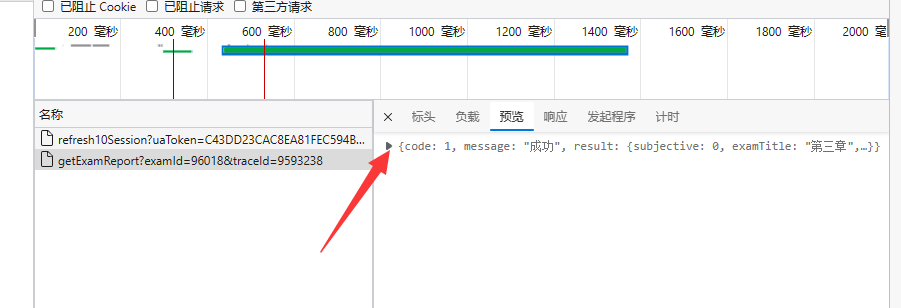 已阻止 Cookie 已阻止请求 第三方请求
200 毫秒 400 毫秒 600 毫秒 800 毫秒 1000 毫秒 1200 毫秒 1400 毫秒 1600 毫秒 1800 毫秒 2000 毫
名称
标头 负载 预览 响应 发起程序 计时
refresh10Session?uaToken=C43DD23CAC8EA81FEC594B...
{code: 1, message: "成功", result: {subjective: 0, examTitle: "第三章",…}}
getExamReport?examId=96018&traceId=9593238